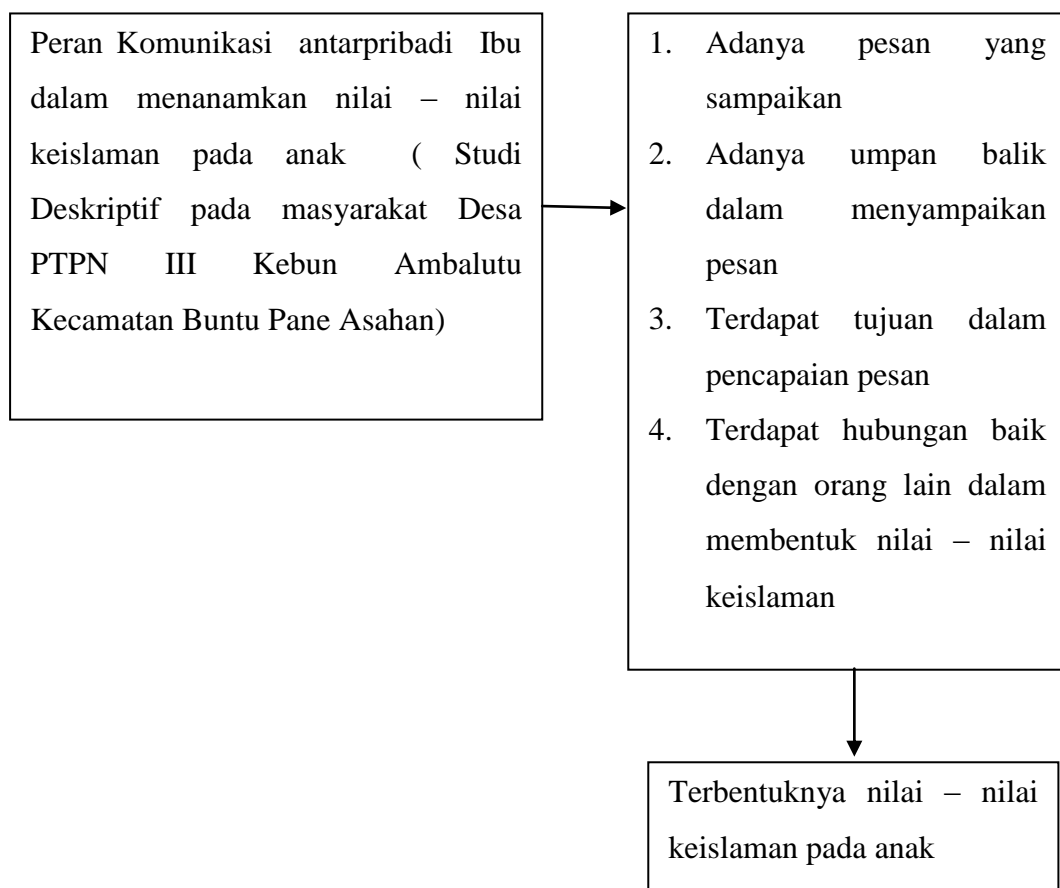 Peran Komunikasi antarpribadi Ibu
dalam menanamkan nilai – nilai
keislaman pada anak ( Studi
Deskriptif pada masyarakat Desa
PTPN III Kebun Ambalutu
Kecamatan Buntu Pane Asahan)
1. Adanya pesan yang
sampaikan
2. Adanya umpan balik
dalam menyampaikan
pesan
3. Terdapat tujuan dalam
pencapaian pesan
4. Terdapat hubungan baik
dengan orang lain dalam
membentuk nilai – nilai
keislaman
Terbentuknya nilai – nilai
keislaman pada anak